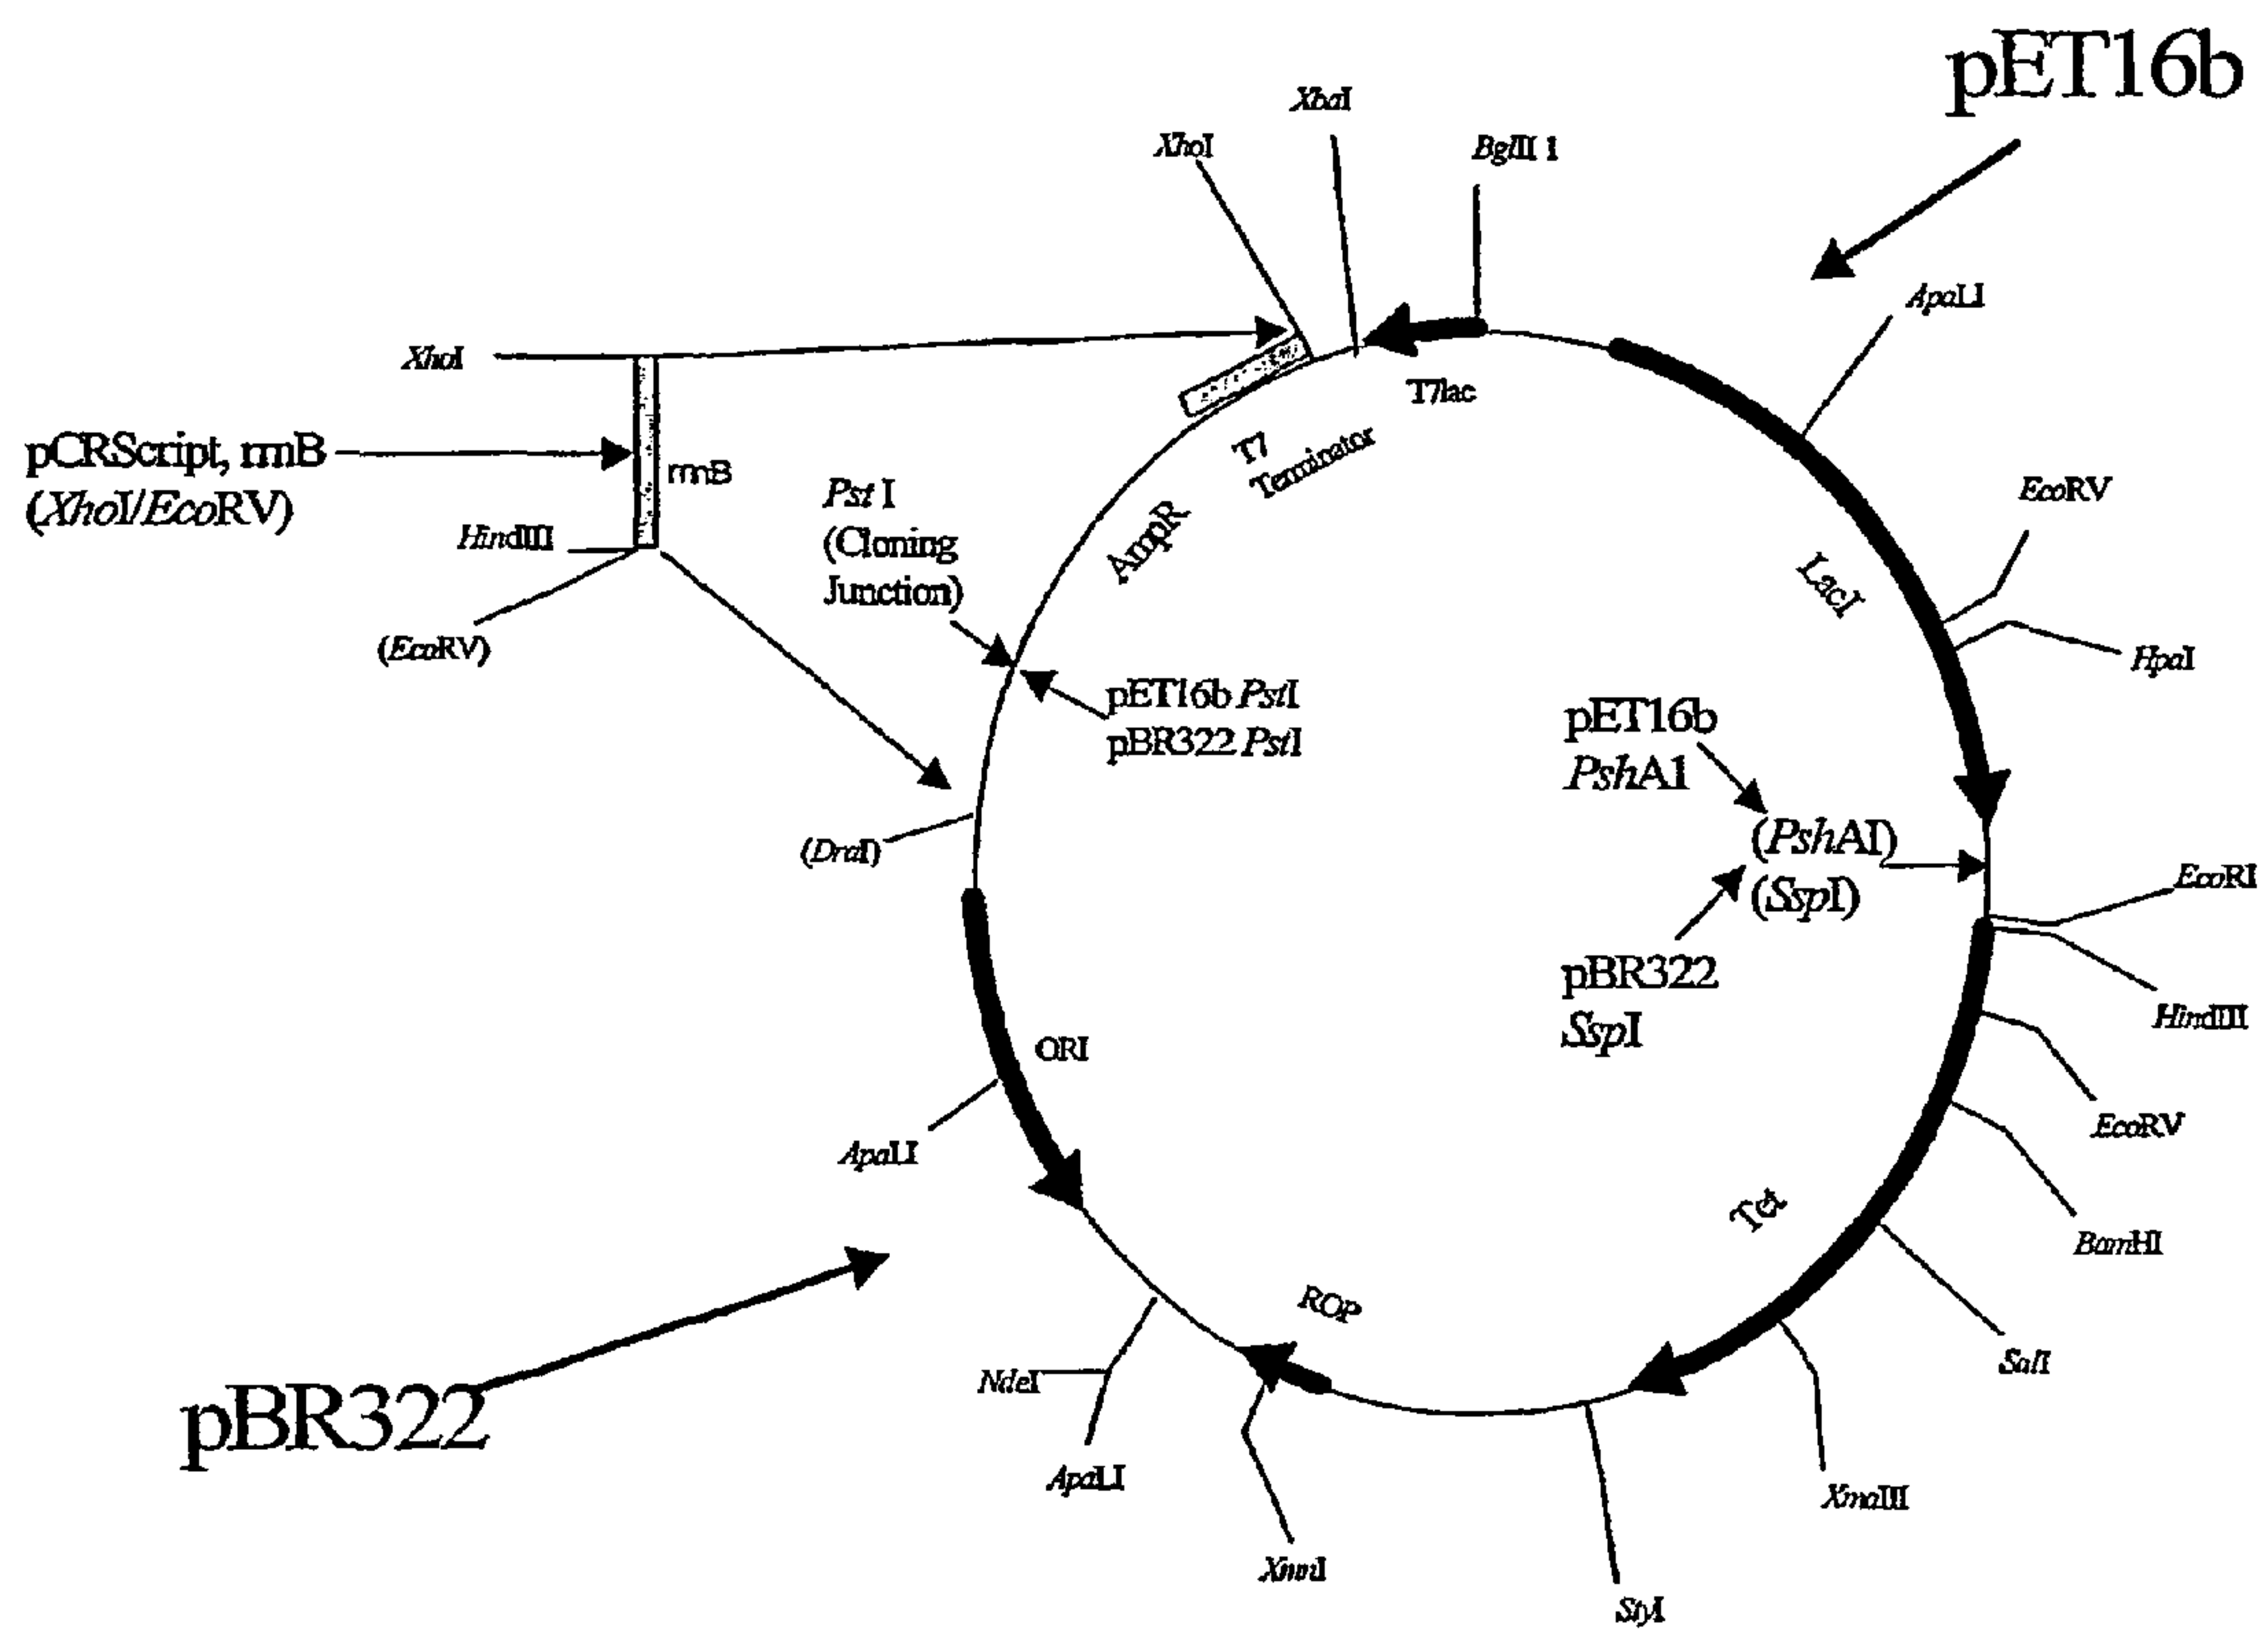 pET16b
XbaI
XhoI
BglII 1
ApaLI
XhoI
T7lac
pCRScript, rrnB
(XhoI/EcoRV)
rrnB
T7
Terminator
Pst I
(Cloning
Junction)
AmpR
EcoRV
LacI
HindIII
(EcoRV)
HpaI
pET16b PstI
pBR322 PstI
pET16b
PshA1
(PshAI)
(SspI)
(DraI)
EcoRI
pBR322
SspI
HindIII
ORI
EcoRV
ApaLI
Tet
BamHI
ROP
SalI
NdeI
pBR322
ApaLI
XmaIII
XmnI
StyI